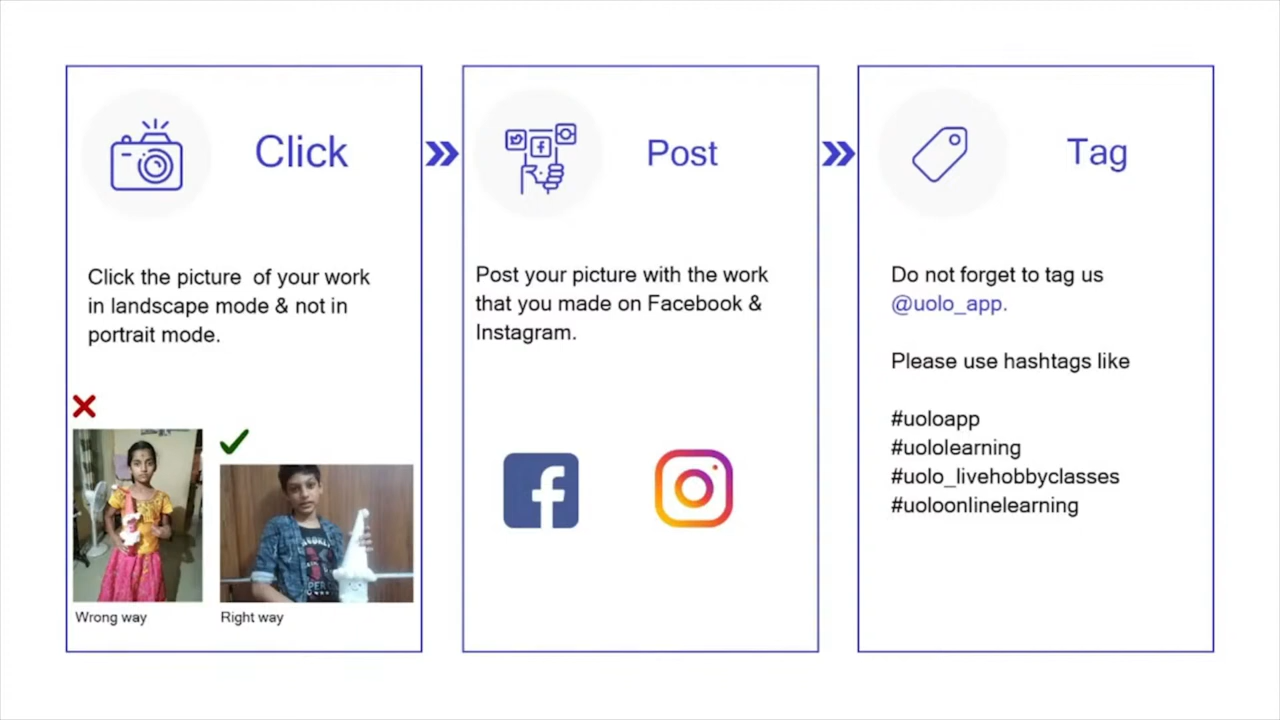 Click
Click the picture  of your work
in landscape mode & not in
portrait mode.
Wrong way
Right way
Post
Post your picture with the work
that you made on Facebook &
Instagram.
Tag
Do not forget to tag us
@uolo_app.
Please use hashtags like
#uoloapp
#uololearning
#uolo_livehobbyclasses
#uoloonlinelearning